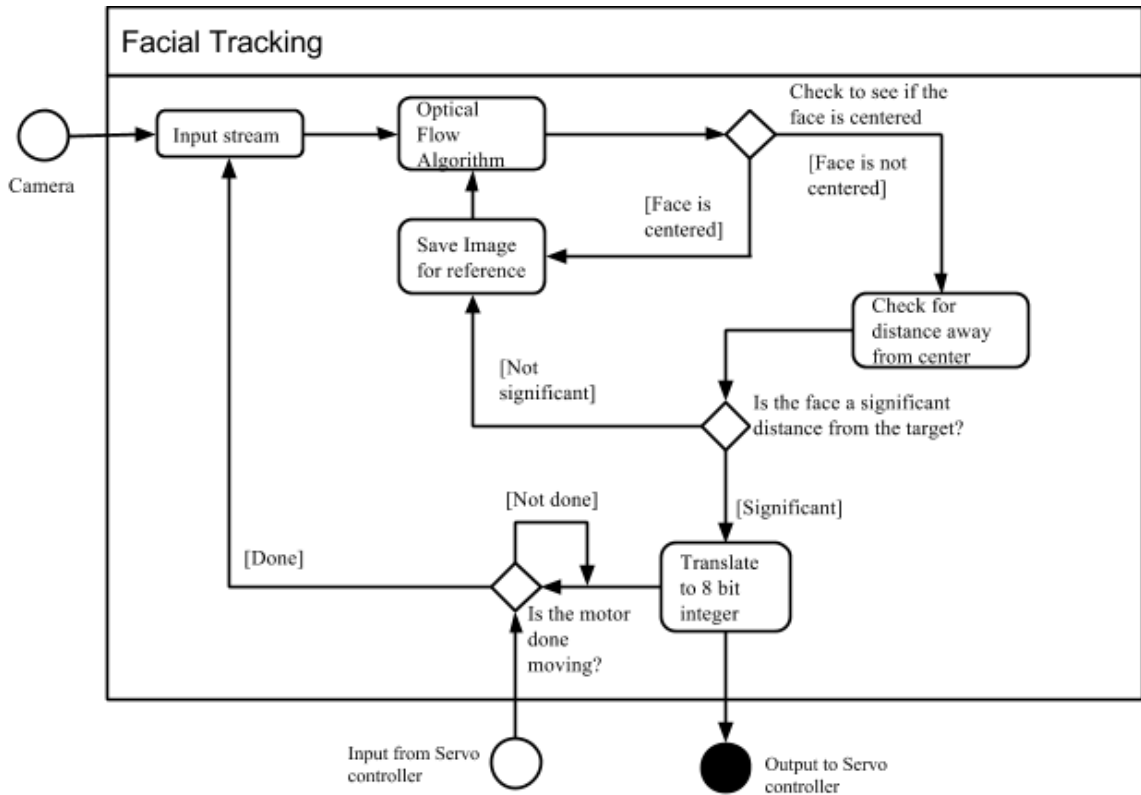 Facial Tracking
Camera
Input stream
Optical
Flow
Algorithm
Check to see if the
face is centered
[Face is not
centered]
[Face is
centered]
Save Image
for reference
Check for
distance away
from center
[Not
significant]
Is the face a significant
distance from the target?
[Significant]
[Not done]
[Done]
Translate
to 8 bit
integer
Is the motor
done
moving?
Input from Servo
controller
Output to Servo
controller